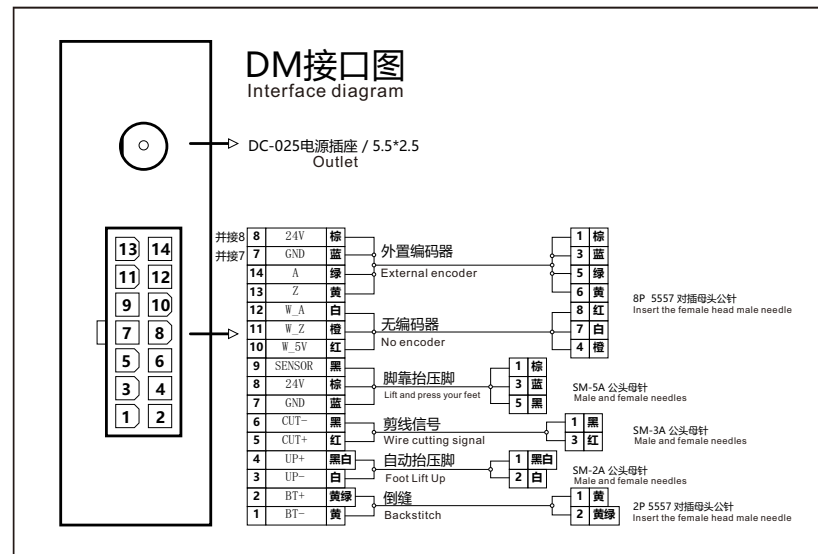 DM接口图
Interface diagram
DC-025电源插座 / 5.5*2.5
Outlet
13 14
11 12
9 10
7 8
5 6
3 4
1 2
并接8 8 24V 棕
并接7 7 GND 蓝
14 A 绿
13 Z 黄
外置编码器
External encoder
1 棕
3 蓝
5 绿
6 黄
12 W_A 白
11 W_Z 橙
10 W_5V 红
无编码器
No encoder
8 红
7 白
4 橙
8P 5557 对插母头公针
Insert the female head male needle
9 SENSOR 黑
8 24V 棕
7 GND 蓝
脚靠抬压脚
Lift and press your feet
1 棕
3 蓝
5 黑
SM-5A 公头母针
Male and female needles
6 CUT- 黑
5 CUT+ 红
剪线信号
Wire cutting signal
1 黑
3 红
SM-3A 公头母针
Male and female needles
4 UP+ 黑白
3 UP- 白
自动抬压脚
Foot Lift Up
1 黑白
2 白
SM-2A 公头母针
Male and female needles
2 BT+ 黄绿
1 BT- 黄
倒缝
Backstitch
1 黄
2 黄绿
2P 5557 对插母头公针
Insert the female head male needle